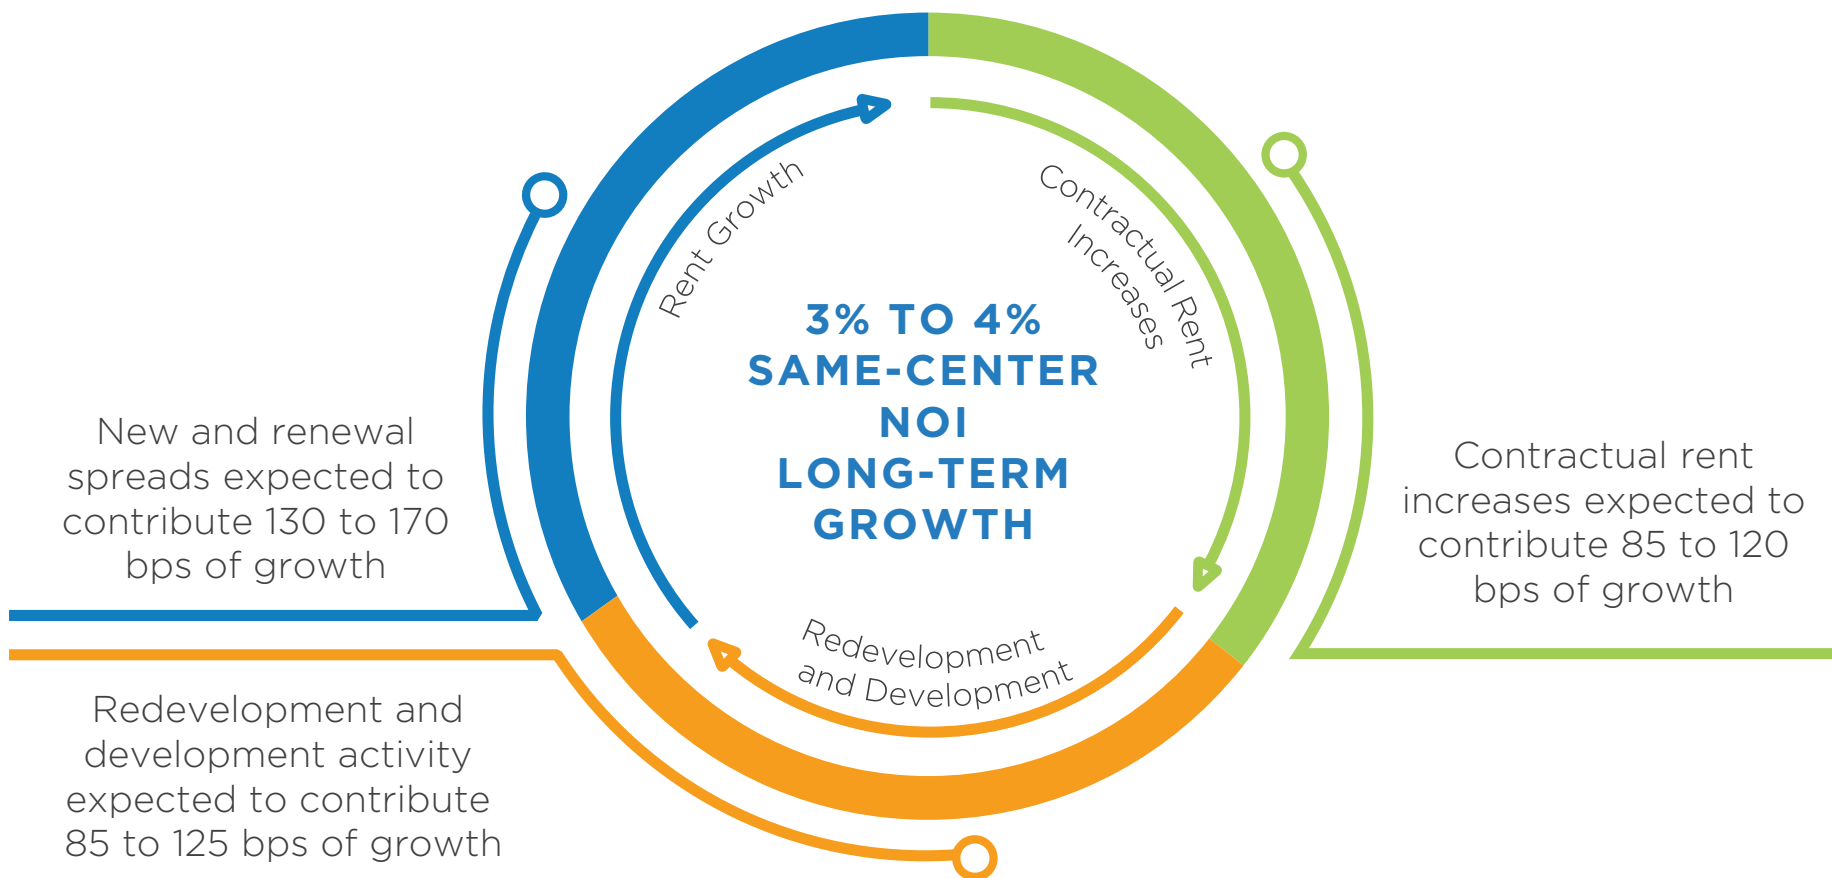 Rent Growth
Contractual Rent
Increases
3% TO 4%
SAME-CENTER
NOI
LONG-TERM
GROWTH
Redevelopment
and Development
New and renewal
spreads expected to
contribute 130 to 170
bps of growth
Contractual rent
increases expected to
contribute 85 to 120
bps of growth
Redevelopment and
development activity
expected to contribute
85 to 125 bps of growth